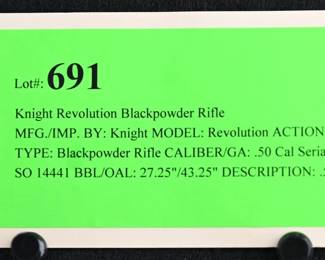 Lot#: 691
Knight Revolution Blackpowder Rifle
MFG./IMP. BY: Knight MODEL: Revolution ACTION
TYPE: Blackpowder Rifle CALIBER/GA: .50 Cal Seria
SO 14441 BBL/OAL: 27.25"/43.25" DESCRIPTION: .